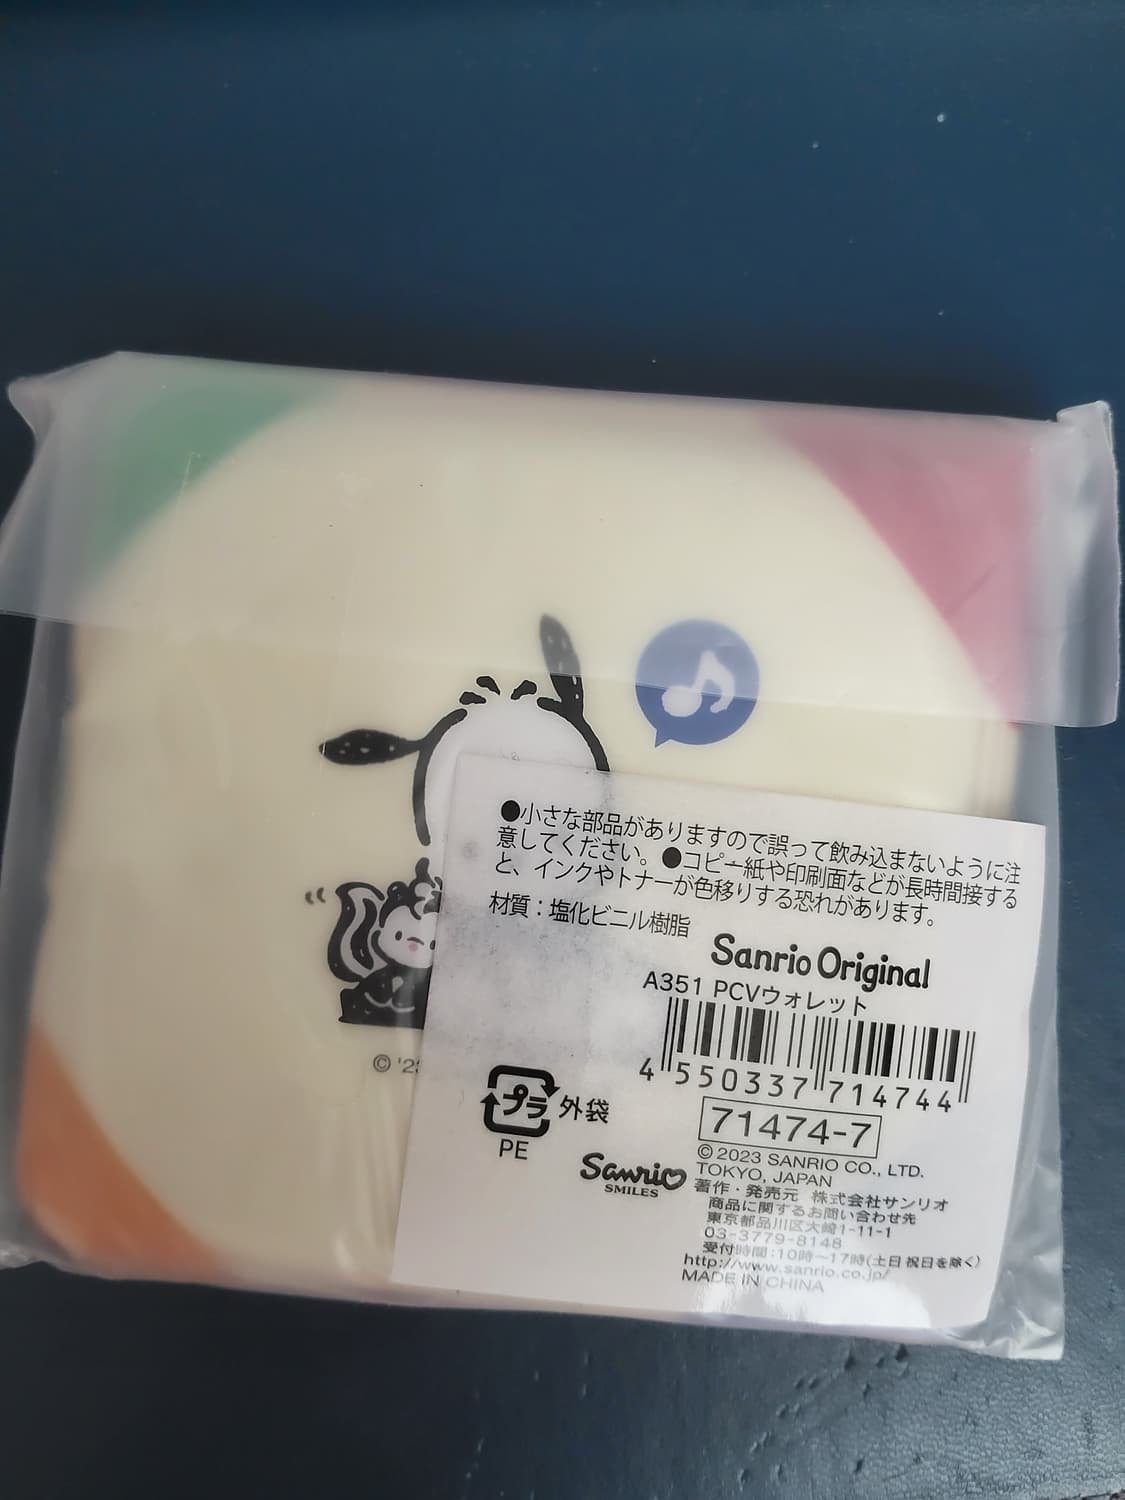 ●小さな部品がありますので誤って飲み込まないように注
意してください。●コピー紙や印刷面などが長時間接する
と、インクやトナーが色移りする恐れがあります。
材質：塩化ビニル樹脂
Sanrio Original
A351 PCVウォレット
4 550337 714744
71474-7
プラ 外袋
PE
Sanrio
SMILES
© 2023 SANRIO CO., LTD.
TOKYO, JAPAN
著作・発売元 株式会社サンリオ
商品に関するお問い合わせ先
東京都品川区大崎1-11-1
03-3779-8148
受付時間：10時～17時(土日祝日を除く)
http://www.sanrio.co.jp/
MADE IN CHINA
© '2